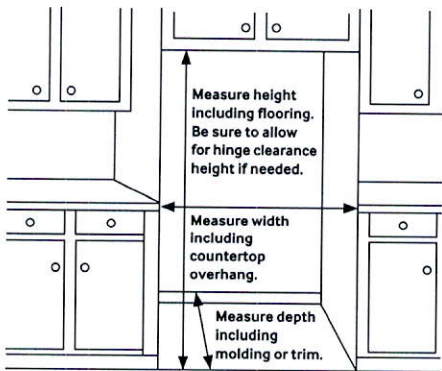 Measure height
including flooring.
Be sure to allow
for hinge clearance
height if needed.
Measure width
including
countertop
overhang.
Measure depth
including
molding or trim.